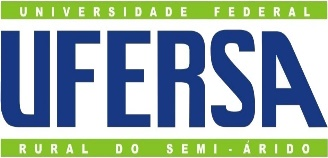 UNIVERSIDADE FEDERAL
UFERSA
RURAL DO SEMI-ÁRIDO